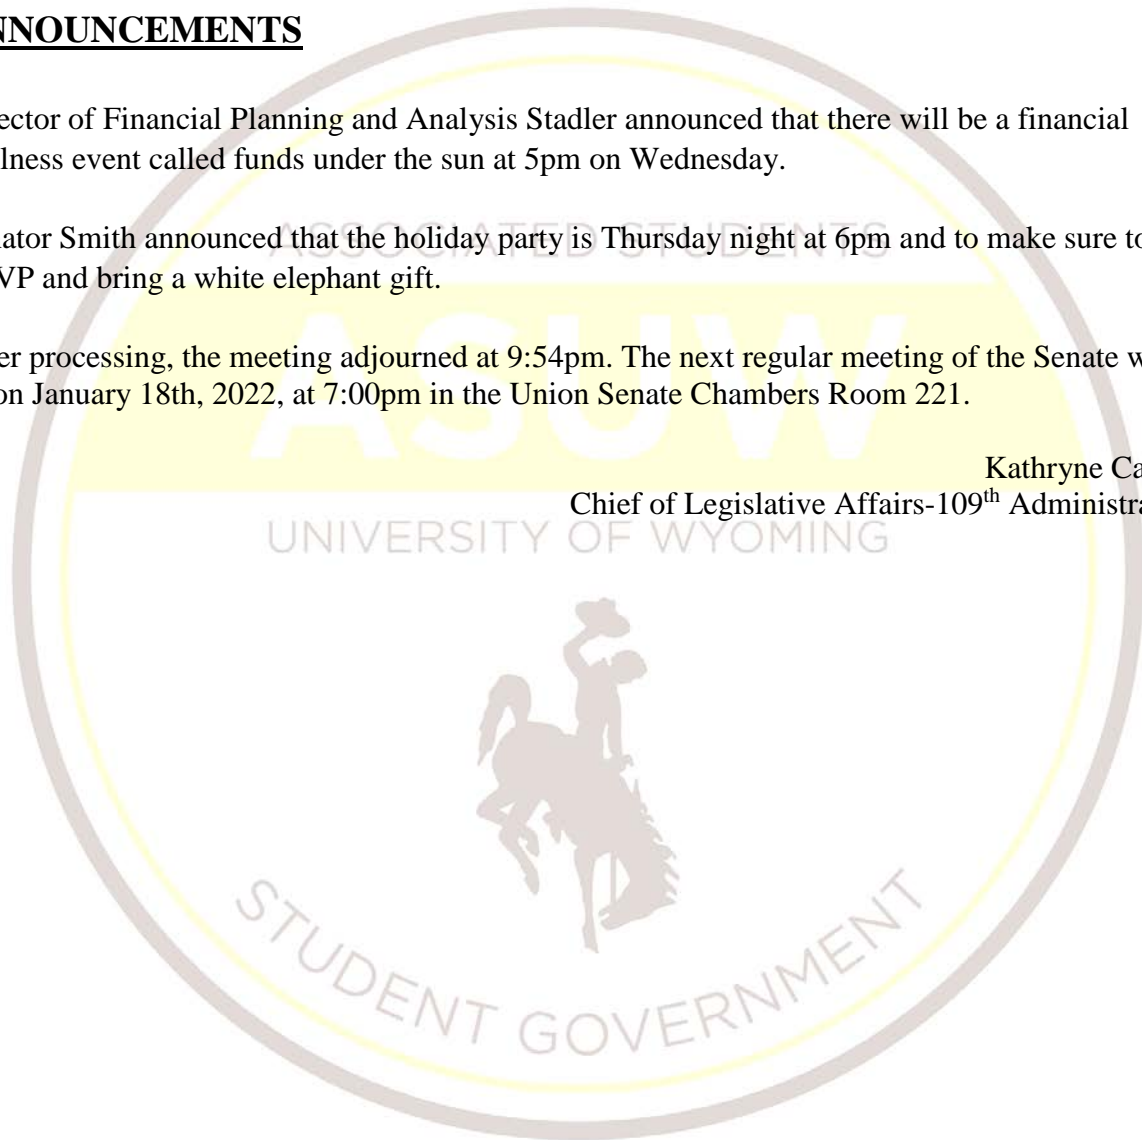 NNOUNCEMENTS
ector of Financial Planning and Analysis Stadler announced that there will be a financial
lness event called funds under the sun at 5pm on Wednesday.
ASSOCIATED STUDENTS
ator Smith announced that the holiday party is Thursday night at 6pm and to make sure to
VP and bring a white elephant gift.
ASUW
er processing, the meeting adjourned at 9:54pm. The next regular meeting of the Senate w
on January 18th, 2022, at 7:00pm in the Union Senate Chambers Room 221.
Kathryne Ca
Chief of Legislative Affairs-109th Administra
UNIVERSITY OF WYOMING
STUDENT GOVERNMENT